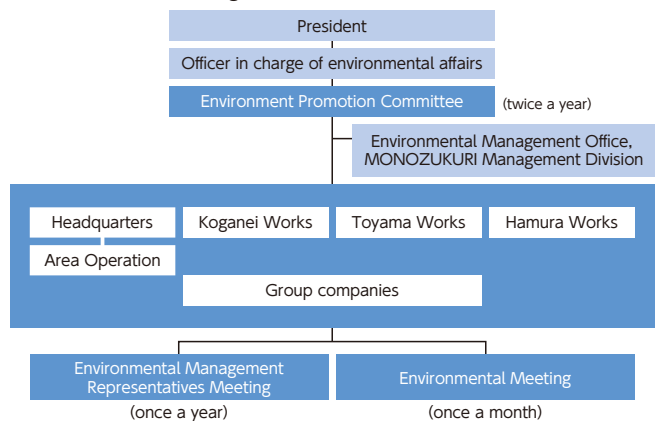 President
Officer in charge of environmental affairs
Environment Promotion Committee
(twice a year)
Environmental Management Office,
MONOZUKURI Management Division
Headquarters
Koganei Works
Toyama Works
Hamura Works
Area Operation
Group companies
Environmental Management
Representatives Meeting
Environmental Meeting
(once a year)
(once a month)